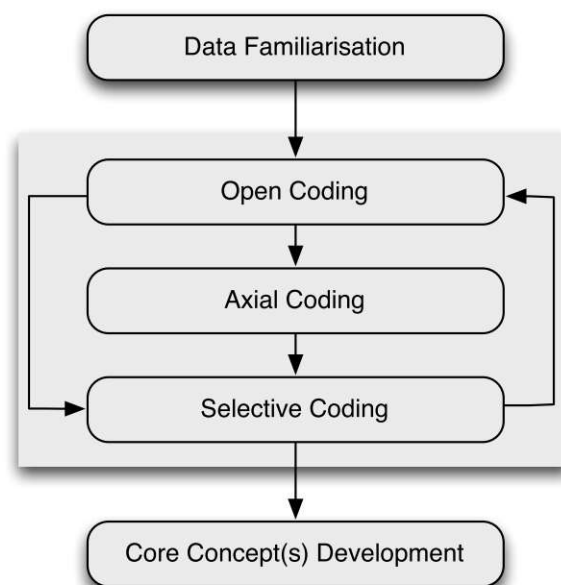 Data Familiarisation
Open Coding
Axial Coding
Selective Coding
Core Concept(s) Development